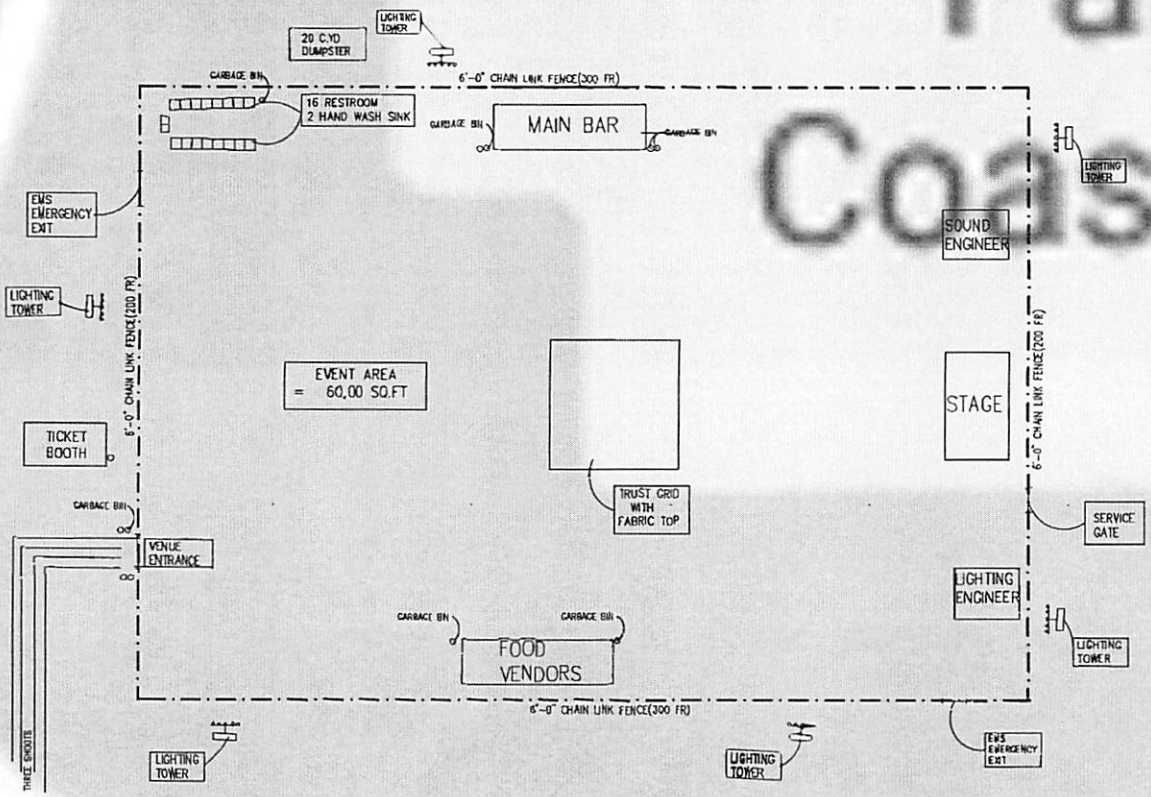 20 C.YD
DUMPSTER
LIGHTING
TOWER
GARBAGE BIN
6'-0" CHAIN LINK FENCE(300 FR)
16 RESTROOM
2 HAND WASH SINK
GARBAGE BIN
MAIN BAR
GARBAGE BIN
Coas
LIGHTING
TOWER
EMS
EMERGENCY
EXIT
SOUND
ENGINEER
LIGHTING
TOWER
6'-0" CHAIN LINK FENCE(200 FR)
EVENT AREA
= 60,00 SQ.FT
STAGE
6'-0" CHAIN LINK FENCE(200 FR)
TICKET
BOOTH
TRUST GRID
WITH
FABRIC TOP
GARBAGE BIN
SERVICE
GATE
VENUE
ENTRANCE
LIGHTING
ENGINEER
GARBAGE BIN
GARBAGE BIN
FOOD
VENDORS
LIGHTING
TOWER
6'-0" CHAIN LINK FENCE(300 FR)
THREE SHOOTS
LIGHTING
TOWER
LIGHTING
TOWER
EMS
EMERGENCY
EXIT